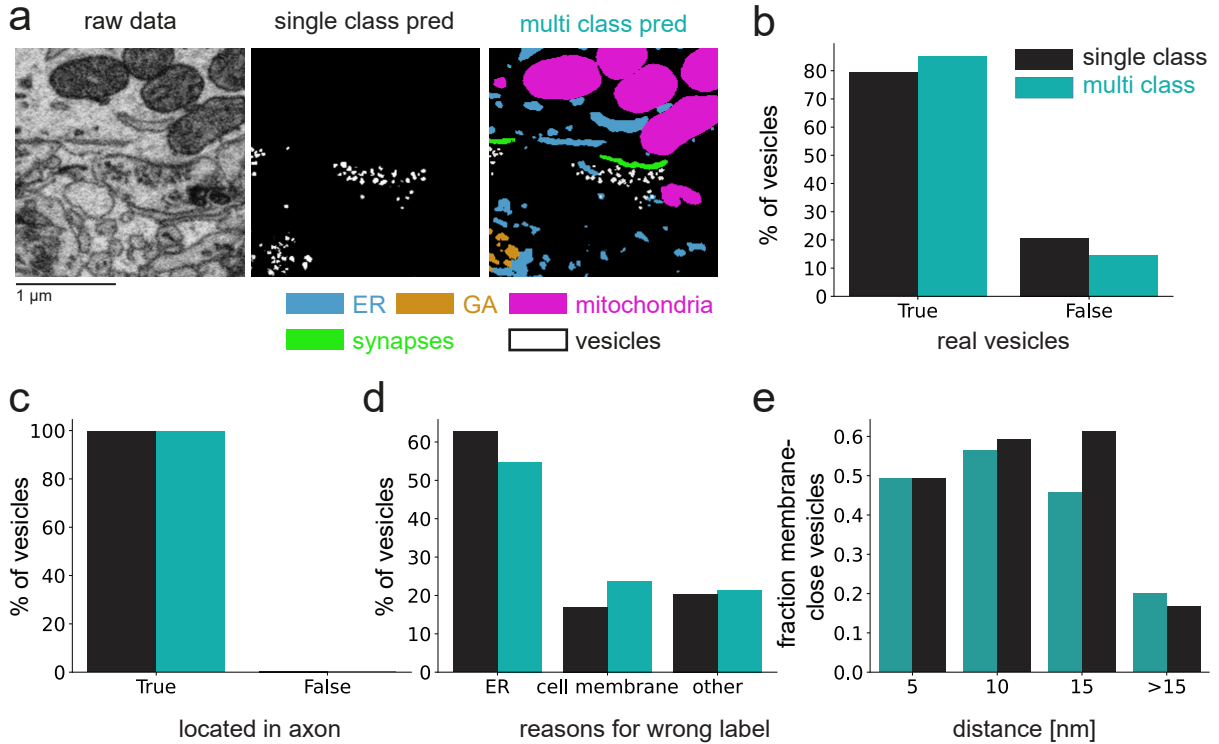 a
raw data
single class pred
multi class pred
1 µm
ER
GA
mitochondria
synapses
vesicles
b
single class
multi class
% of vesicles
80
70
60
50
40
30
20
10
0
True
False
real vesicles
c
% of vesicles
100
80
60
40
20
0
True
False
located in axon
d
% of vesicles
60
50
40
30
20
10
0
ER
cell membrane
other
reasons for wrong label
e
fraction membrane-
close vesicles
0.6
0.5
0.4
0.3
0.2
0.1
0.0
5
10
15
>15
distance [nm]